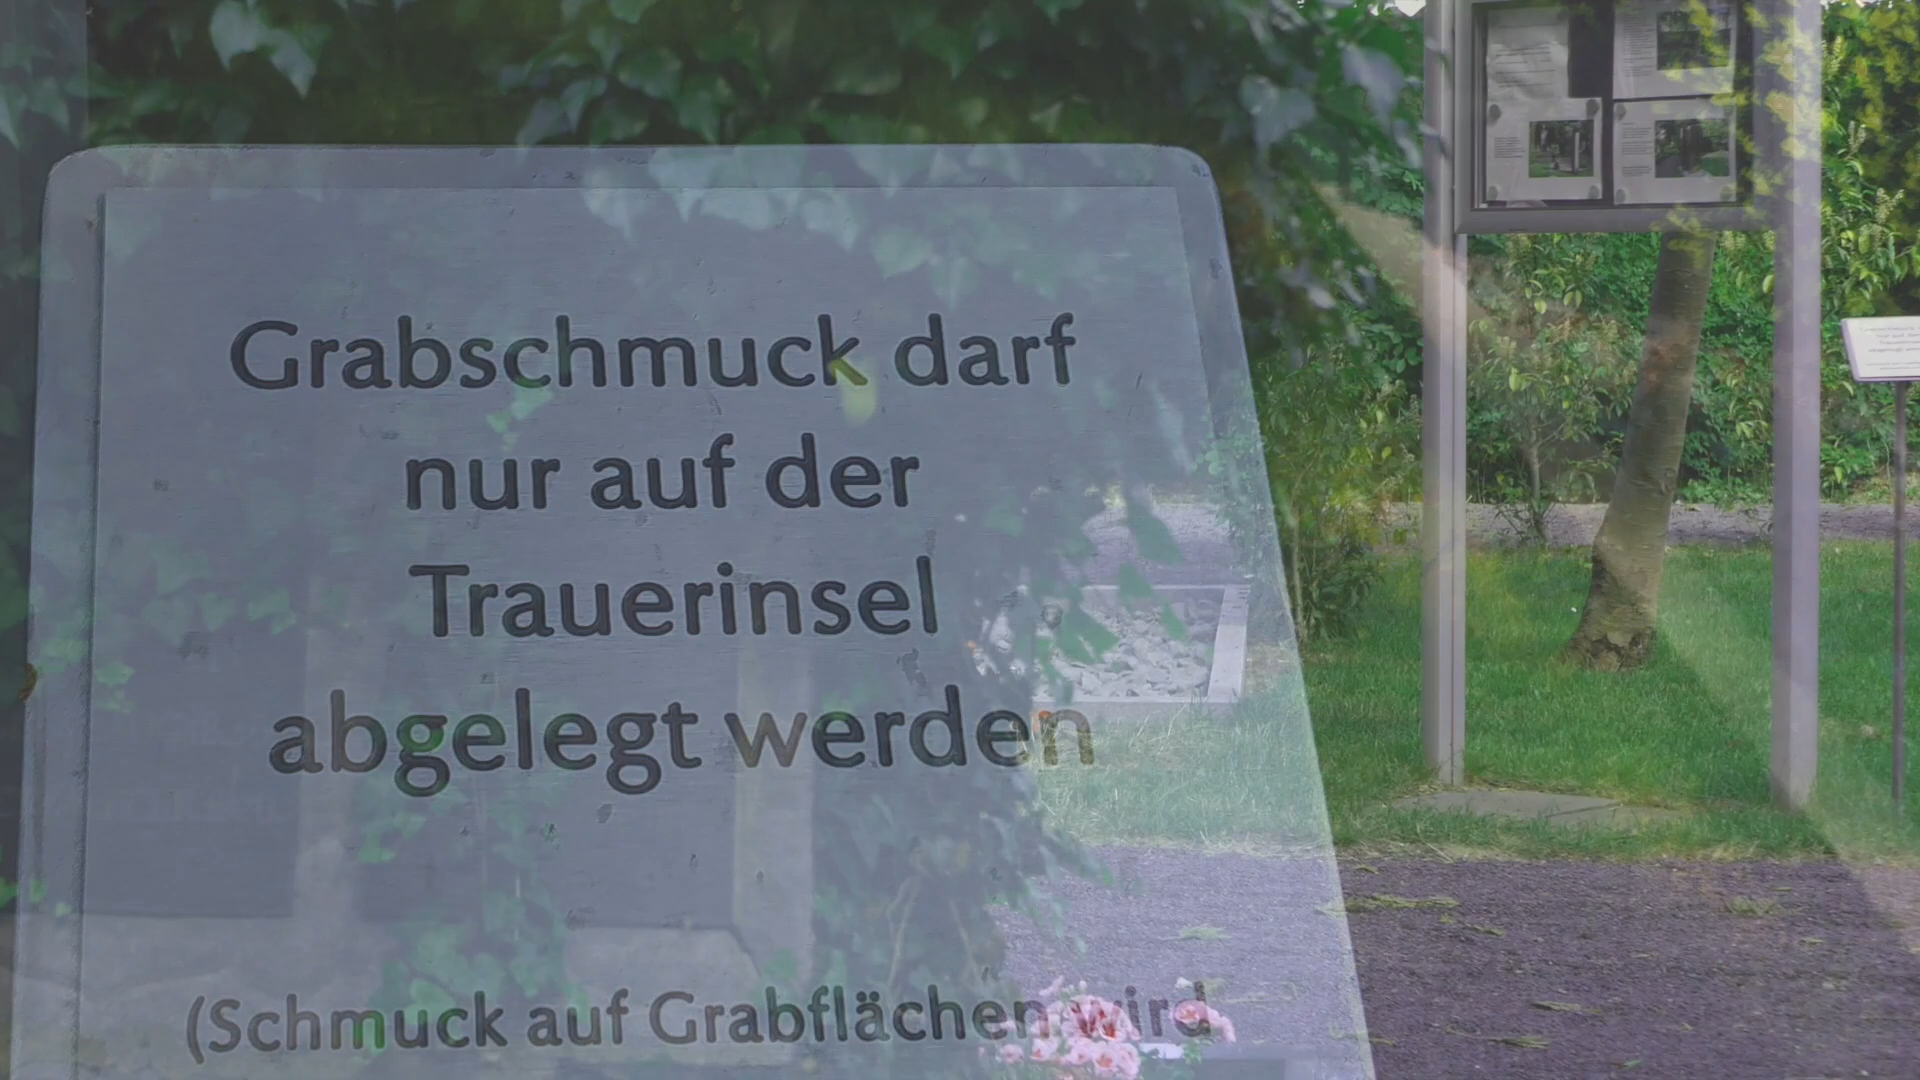 Grabschmuck darf
nur auf der
Trauerinsel
abgelegt werden
(Schmuck auf Grabflächen wird